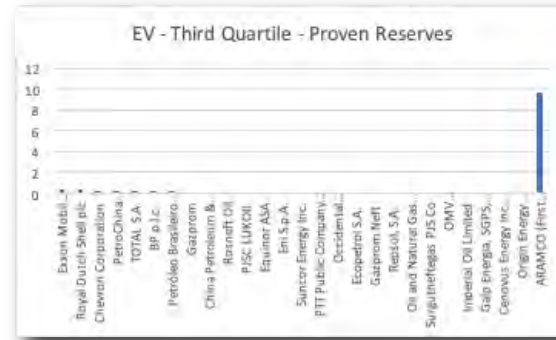 EV - Third Quartile - Proven Reserves
12
10
8
6
4
2
0
Exxon Mobil...
Royal Dutch Shell plc
Chevron Corporation
PetroChina
TOTAL S.A
BP p.l.c.
Petróleo Brasileiro
Gazprom
China Petroleum &
Rosneft Oil
PJSC LUKOIL
Equinor ASA
Eni S.p.A.
Suncor Energy Inc.
PTT Public Company...
Occidental...
Ecopetrol S.A.
Gazprom Neft
Repsol, S.A.
Oil and Natural Gas
Surgutneftegas PJS Co
OMV...
Imperial Oil Limited
Galp Energia, SGPS,
Cenovus Energy Inc.
Origin Energy
ARAMCO (First...